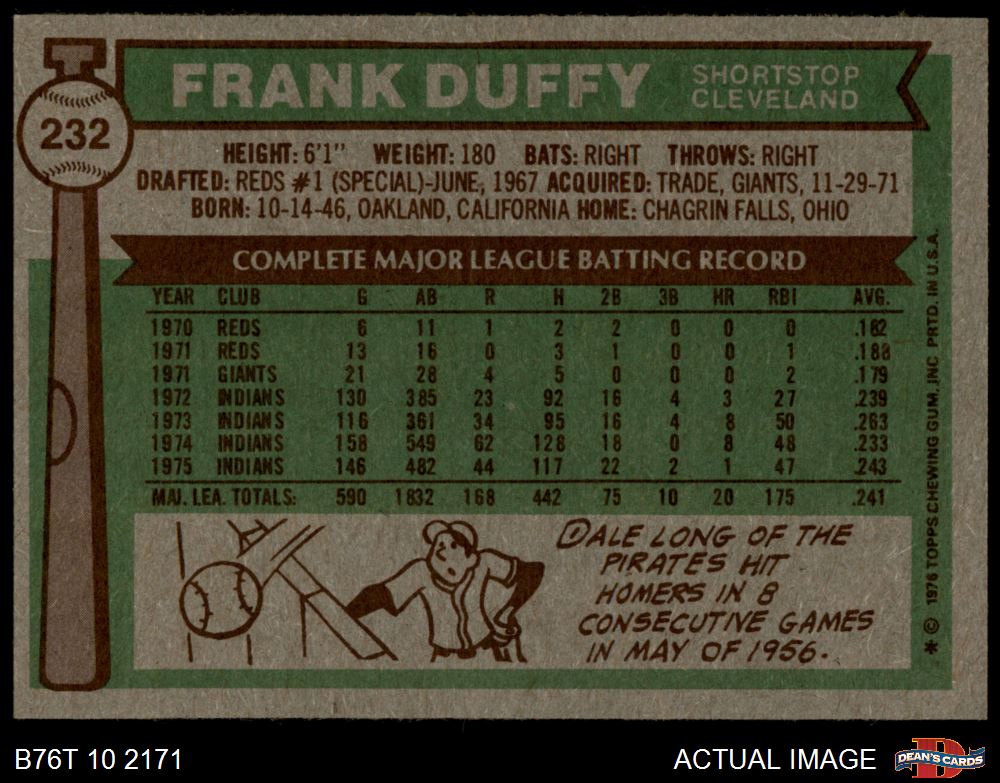 232
FRANK DUFFY
SHORTSTOP
CLEVELAND
HEIGHT: 6'1" WEIGHT: 180 BATS: RIGHT THROWS: RIGHT
DRAFTED: REDS #1 (SPECIAL)-JUNE, 1967 ACQUIRED: TRADE, GIANTS, 11-29-71
BORN: 10-14-46, OAKLAND, CALIFORNIA HOME: CHAGRIN FALLS, OHIO
COMPLETE MAJOR LEAGUE BATTING RECORD
YEAR CLUB G AB R H 2B 3B HR RBI AVG.
1970 REDS 6 11 1 2 2 0 0 0 .182
1971 REDS 13 16 0 3 1 0 0 1 .188
1971 GIANTS 21 28 4 5 0 0 0 2 .179
1972 INDIANS 130 385 23 92 16 4 3 27 .239
1973 INDIANS 116 361 34 95 16 4 8 50 .263
1974 INDIANS 158 549 62 128 18 0 8 48 .233
1975 INDIANS 146 482 44 117 22 2 1 47 .243
MAJ. LEA. TOTALS: 590 1832 168 442 75 10 20 175 .241
DALE LONG OF THE
PIRATES HIT
HOMERS IN 8
CONSECUTIVE GAMES
IN MAY OF 1956.
* © 1976 TOPPS CHEWING GUM, INC. PRTD. IN U.S.A.
B76T 10 2171
ACTUAL IMAGE
D
DEAN'S CARDS